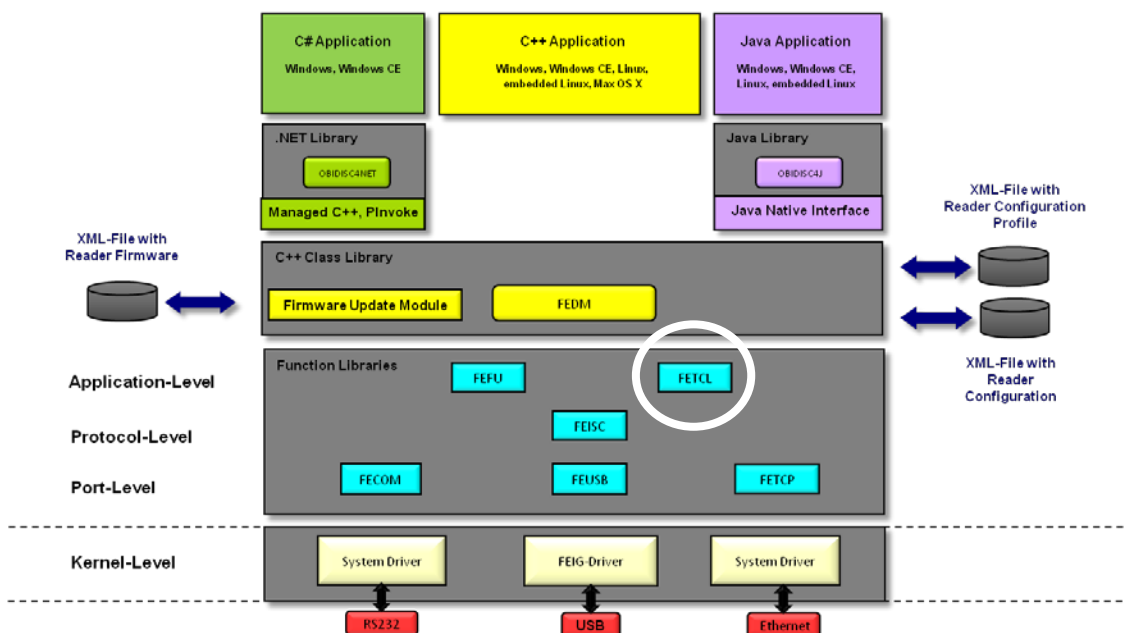 C# Application
Windows, Windows CE
C++ Application
Windows, Windows CE, Linux,
embedded Linux, Max OS X
Java Application
Windows, Windows CE,
Linux, embedded Linux
.NET Library
OBIDISC4NET
Managed C++, PInvoke
Java Library
OBIDISC4J
Java Native Interface
XML-File with
Reader Firmware
C++ Class Library
Firmware Update Module
FEDM
XML-File with
Reader Configuration
Profile
XML-File with
Reader
Configuration
Function Libraries
Application-Level
FEFU
FETCL
Protocol-Level
FEISC
Port-Level
FECOM
FEUSB
FETCP
Kernel-Level
System Driver
FEIG-Driver
System Driver
RS232
USB
Ethernet